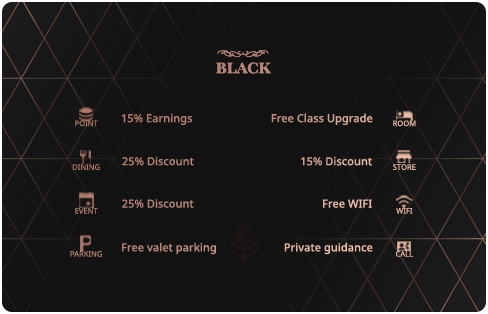 BLACK
POINT 15% Earnings
DINING 25% Discount
EVENT 25% Discount
PARKING Free valet parking
Free Class Upgrade ROOM
15% Discount STORE
Free WIFI WIFI
Private guidance CALL